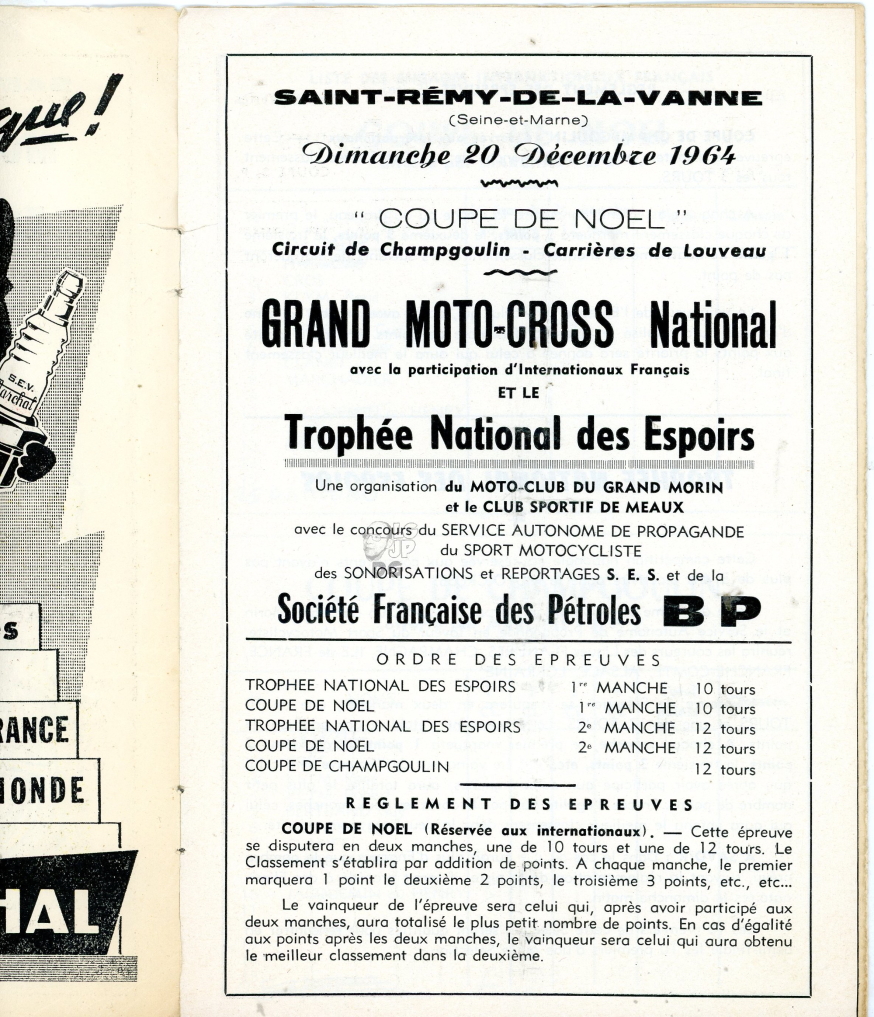 que !
S.E.V.
Marchal
RANCE
MONDE
HAL
SAINT-RÉMY-DE-LA-VANNE
(Seine-et-Marne)
Dimanche 20 Décembre 1964
“ COUPE DE NOEL ”
Circuit de Champgoulin - Carrières de Louveau
GRAND MOTO-CROSS National
avec la participation d'Internationaux Français
ET LE
Trophée National des Espoirs
Une organisation du MOTO-CLUB DU GRAND MORIN
et le CLUB SPORTIF DE MEAUX
avec le concours du SERVICE AUTONOME DE PROPAGANDE
du SPORT MOTOCYCLISTE
des SONORISATIONS et REPORTAGES S. E. S. et de la
Société Française des Pétroles BP
ORDRE DES EPREUVES
TROPHEE NATIONAL DES ESPOIRS 1re MANCHE 10 tours
COUPE DE NOEL 1re MANCHE 10 tours
TROPHEE NATIONAL DES ESPOIRS 2e MANCHE 12 tours
COUPE DE NOEL 2e MANCHE 12 tours
COUPE DE CHAMPGOULIN 12 tours
REGLEMENT DES EPREUVES
COUPE DE NOEL (Réservée aux internationaux). — Cette épreuve
se disputera en deux manches, une de 10 tours et une de 12 tours. Le
Classement s'établira par addition de points. A chaque manche, le premier
marquera 1 point le deuxième 2 points, le troisième 3 points, etc., etc...
Le vainqueur de l'épreuve sera celui qui, après avoir participé aux
deux manches, aura totalisé le plus petit nombre de points. En cas d'égalité
aux points après les deux manches, le vainqueur sera celui qui aura obtenu
le meilleur classement dans la deuxième.